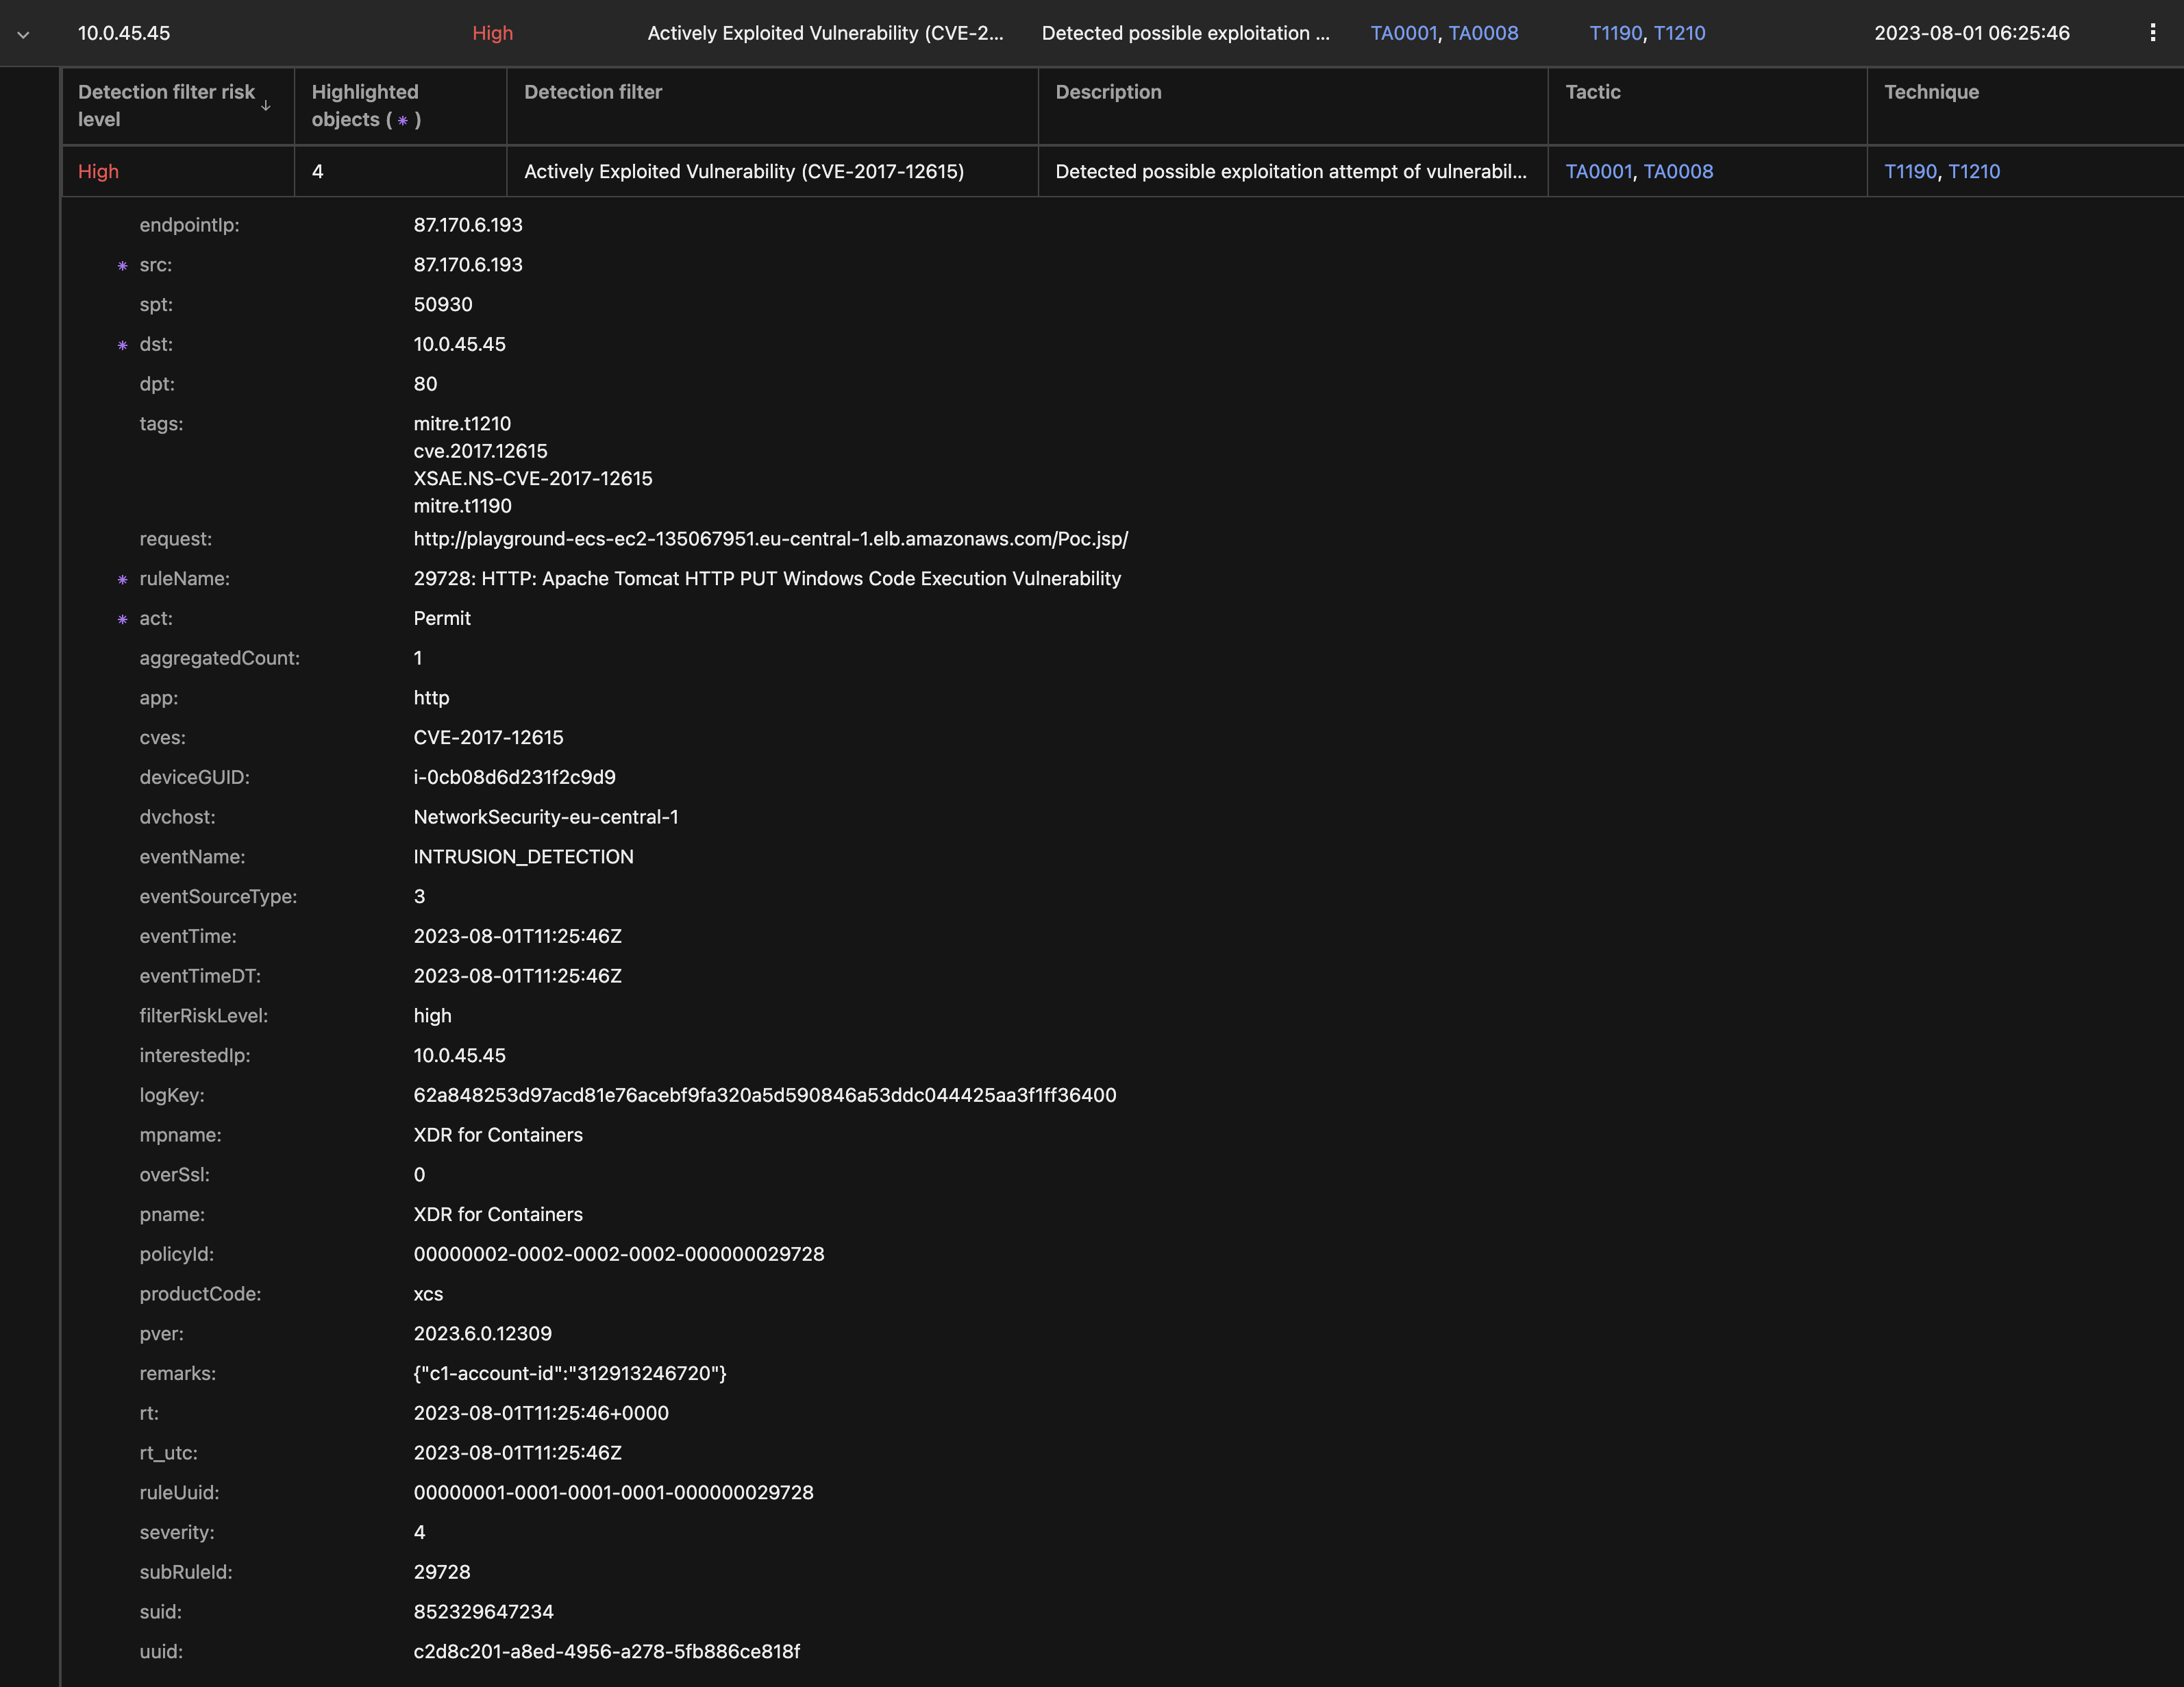 10.0.45.45 High Actively Exploited Vulnerability (CVE-2... Detected possible exploitation ... TA0001, TA0008 T1190, T1210 2023-08-01 06:25:46
Detection filter risk level Highlighted objects ( * ) Detection filter Description Tactic Technique
High 4 Actively Exploited Vulnerability (CVE-2017-12615) Detected possible exploitation attempt of vulnerabil... TA0001, TA0008 T1190, T1210
endpointIp: 87.170.6.193
* src: 87.170.6.193
spt: 50930
* dst: 10.0.45.45
dpt: 80
tags: mitre.t1210
cve.2017.12615
XSAE.NS-CVE-2017-12615
mitre.t1190
request: http://playground-ecs-ec2-135067951.eu-central-1.elb.amazonaws.com/Poc.jsp/
* ruleName: 29728: HTTP: Apache Tomcat HTTP PUT Windows Code Execution Vulnerability
* act: Permit
aggregatedCount: 1
app: http
cves: CVE-2017-12615
deviceGUID: i-0cb08d6d231f2c9d9
dvchost: NetworkSecurity-eu-central-1
eventName: INTRUSION_DETECTION
eventSourceType: 3
eventTime: 2023-08-01T11:25:46Z
eventTimeDT: 2023-08-01T11:25:46Z
filterRiskLevel: high
interestedIp: 10.0.45.45
logKey: 62a848253d97acd81e76acebf9fa320a5d590846a53ddc044425aa3f1ff36400
mpname: XDR for Containers
overSsl: 0
pname: XDR for Containers
policyId: 00000002-0002-0002-0002-000000029728
productCode: xcs
pver: 2023.6.0.12309
remarks: {"c1-account-id":"312913246720"}
rt: 2023-08-01T11:25:46+0000
rt_utc: 2023-08-01T11:25:46Z
ruleUuid: 00000001-0001-0001-0001-000000029728
severity: 4
subRuleId: 29728
suid: 852329647234
uuid: c2d8c201-a8ed-4956-a278-5fb886ce818f